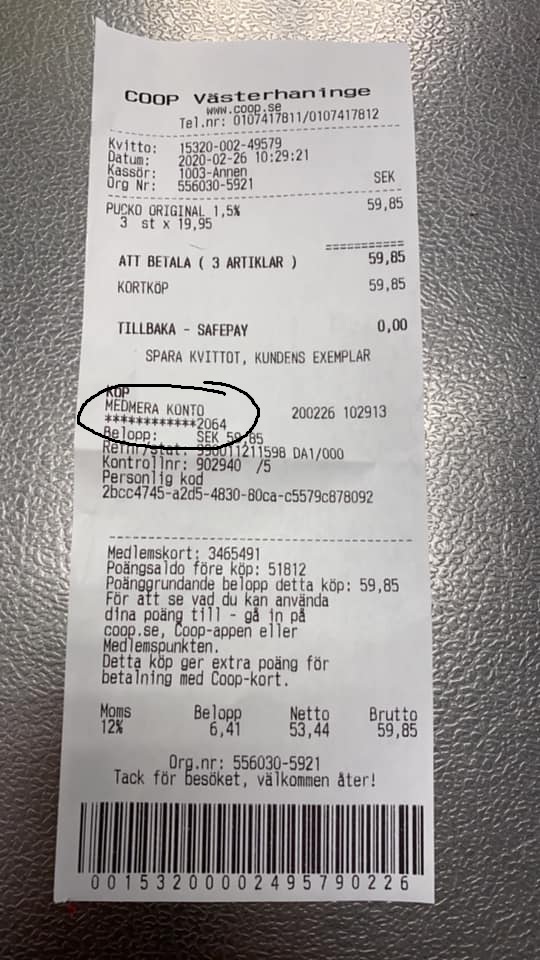 COOP Västerhaninge
www.coop.se
Tel.nr: 0107417811/0107417812
Kvitto: 15320-002-49579
Datum: 2020-02-26 10:29:21
Kassör: 1003-Annen
Org Nr: 556030-5921
SEK
PUCKO ORIGINAL 1,5% 59,85
3 st x 19,95
===========
ATT BETALA ( 3 ARTIKLAR ) 59,85
KORTKÖP 59,85
TILLBAKA - SAFEPAY 0,00
SPARA KVITTOT, KUNDENS EXEMPLAR
KÖP
MEDMERA KONTO 200226 102913
************2064
Belopp: SEK 59,85
Refnr/stat: 990011211598 DA1/000
Kontrollnr: 902940 /5
Personlig kod
2bcc4745-a2d5-4830-80ca-c5579c878092
Medlemskort: 3465491
Poängsaldo före köp: 51812
Poänggrundande belopp detta köp: 59,85
För att se vad du kan använda
dina poäng till - gå in på
coop.se, Coop-appen eller
Medlemspunkten.
Detta köp ger extra poäng för
betalning med Coop-kort.
Moms Belopp Netto Brutto
12% 6,41 53,44 59,85
Org.nr: 556030-5921
Tack för besöket, välkommen åter!
00153200002495790226